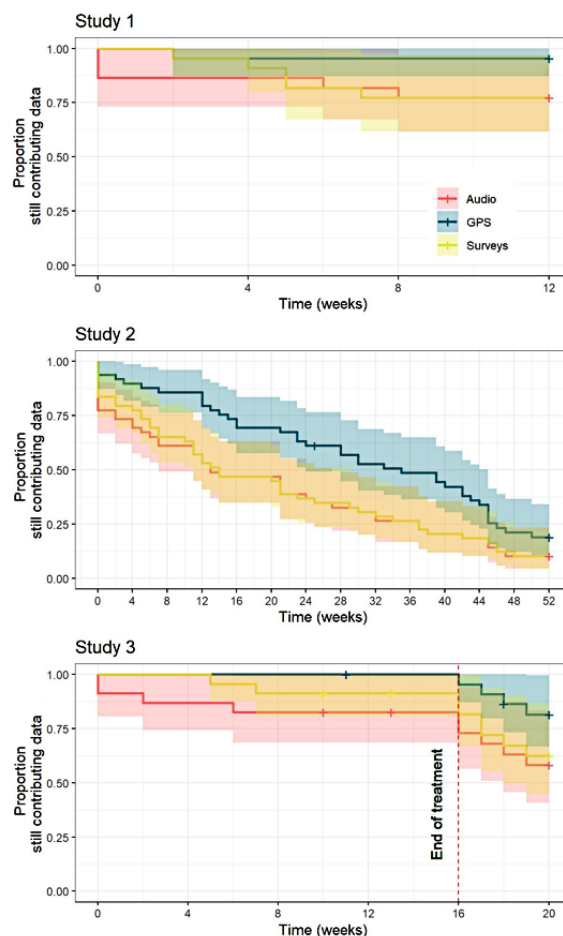 Study 1
Proportion
still contributing data
1.00
0.75
0.50
0.25
0.00
Audio
GPS
Surveys
0 4 8 12
Time (weeks)
Study 2
Proportion
still contributing data
1.00
0.75
0.50
0.25
0.00
0 4 8 12 16 20 24 28 32 36 40 44 48 52
Time (weeks)
Study 3
Proportion
still contributing data
1.00
0.75
0.50
0.25
0.00
End of treatment
0 4 8 12 16 20
Time (weeks)